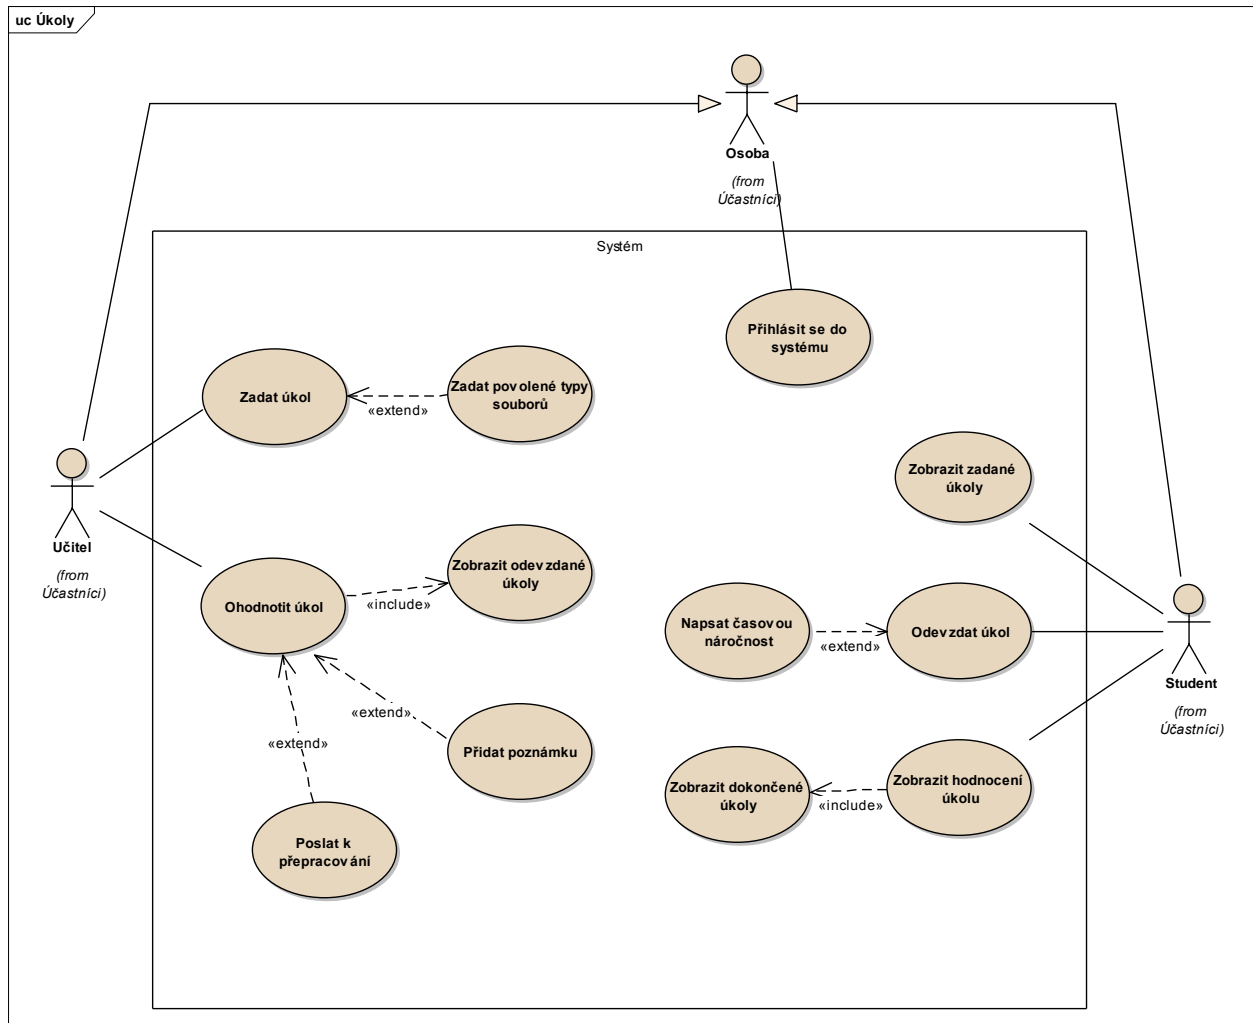 uc Úkoly
Osoba
(from
Účastníci)
Systém
Přihlásit se do
systému
Zadat úkol
«extend»
Zadat povolené typy
souborů
Zobrazit zadané
úkoly
Učitel
(from
Účastníci)
Ohodnotit úkol
«include»
Zobrazit odevzdané
úkoly
Napsat časovou
náročnost
«extend»
Odevzdat úkol
Student
(from
Účastníci)
«extend»
«extend»
Přidat poznámku
Zobrazit dokončené
úkoly
«include»
Zobrazit hodnocení
úkolu
Poslat k
přepracování